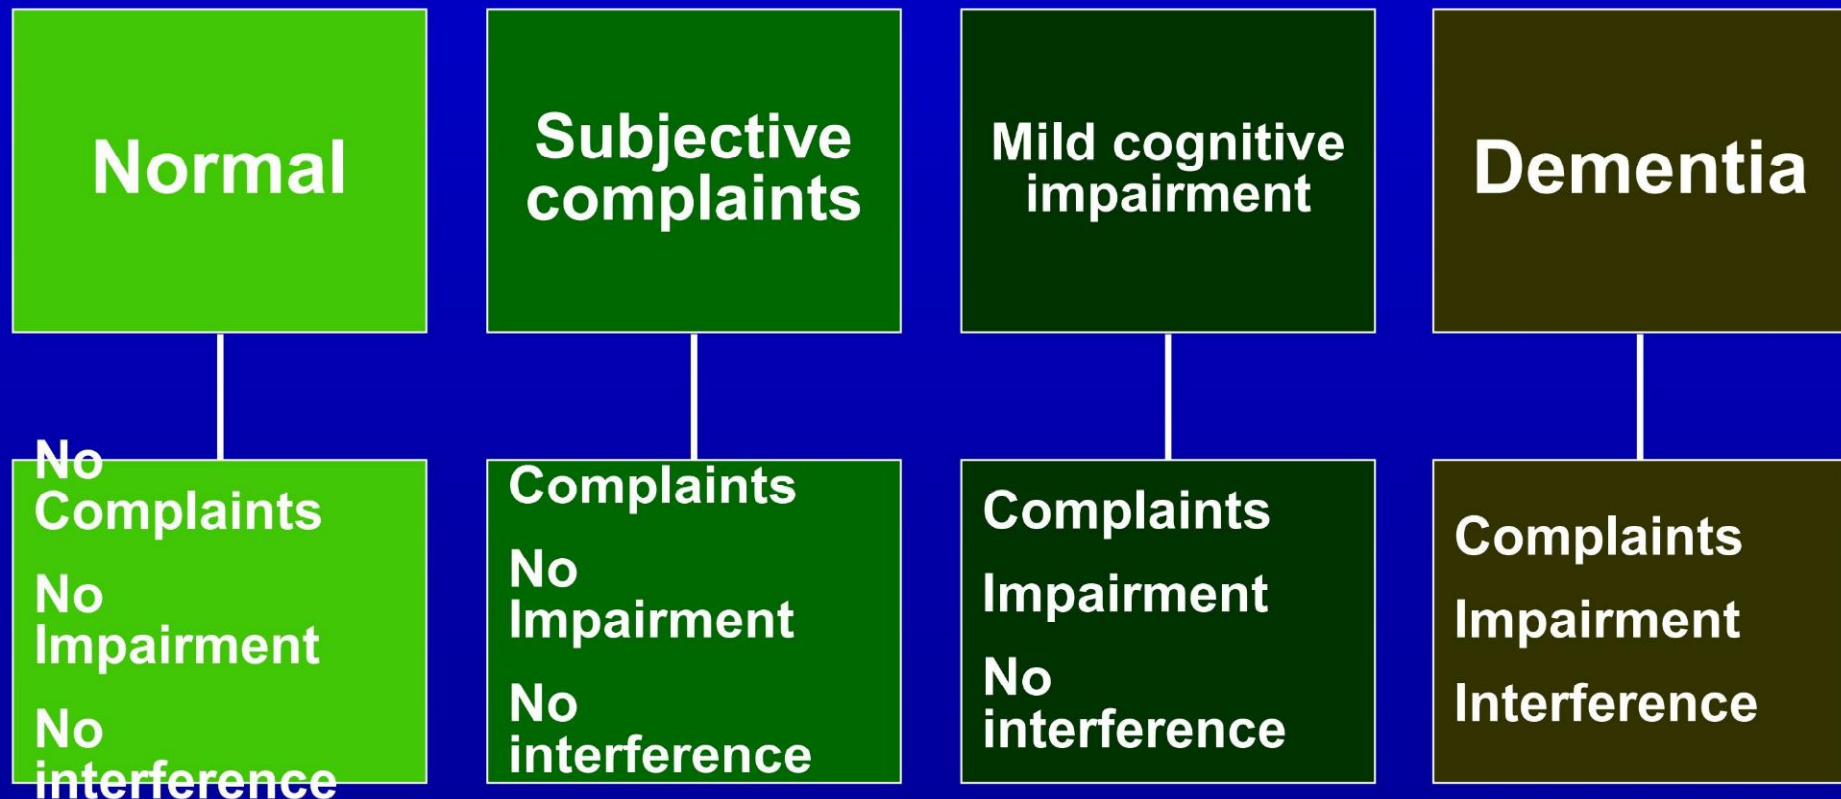 Normal
Subjective
complaints
Mild cognitive
impairment
Dementia
No
Complaints
No
Impairment
No
interference
Complaints
No
Impairment
No
interference
Complaints
Impairment
No
interference
Complaints
Impairment
Interference